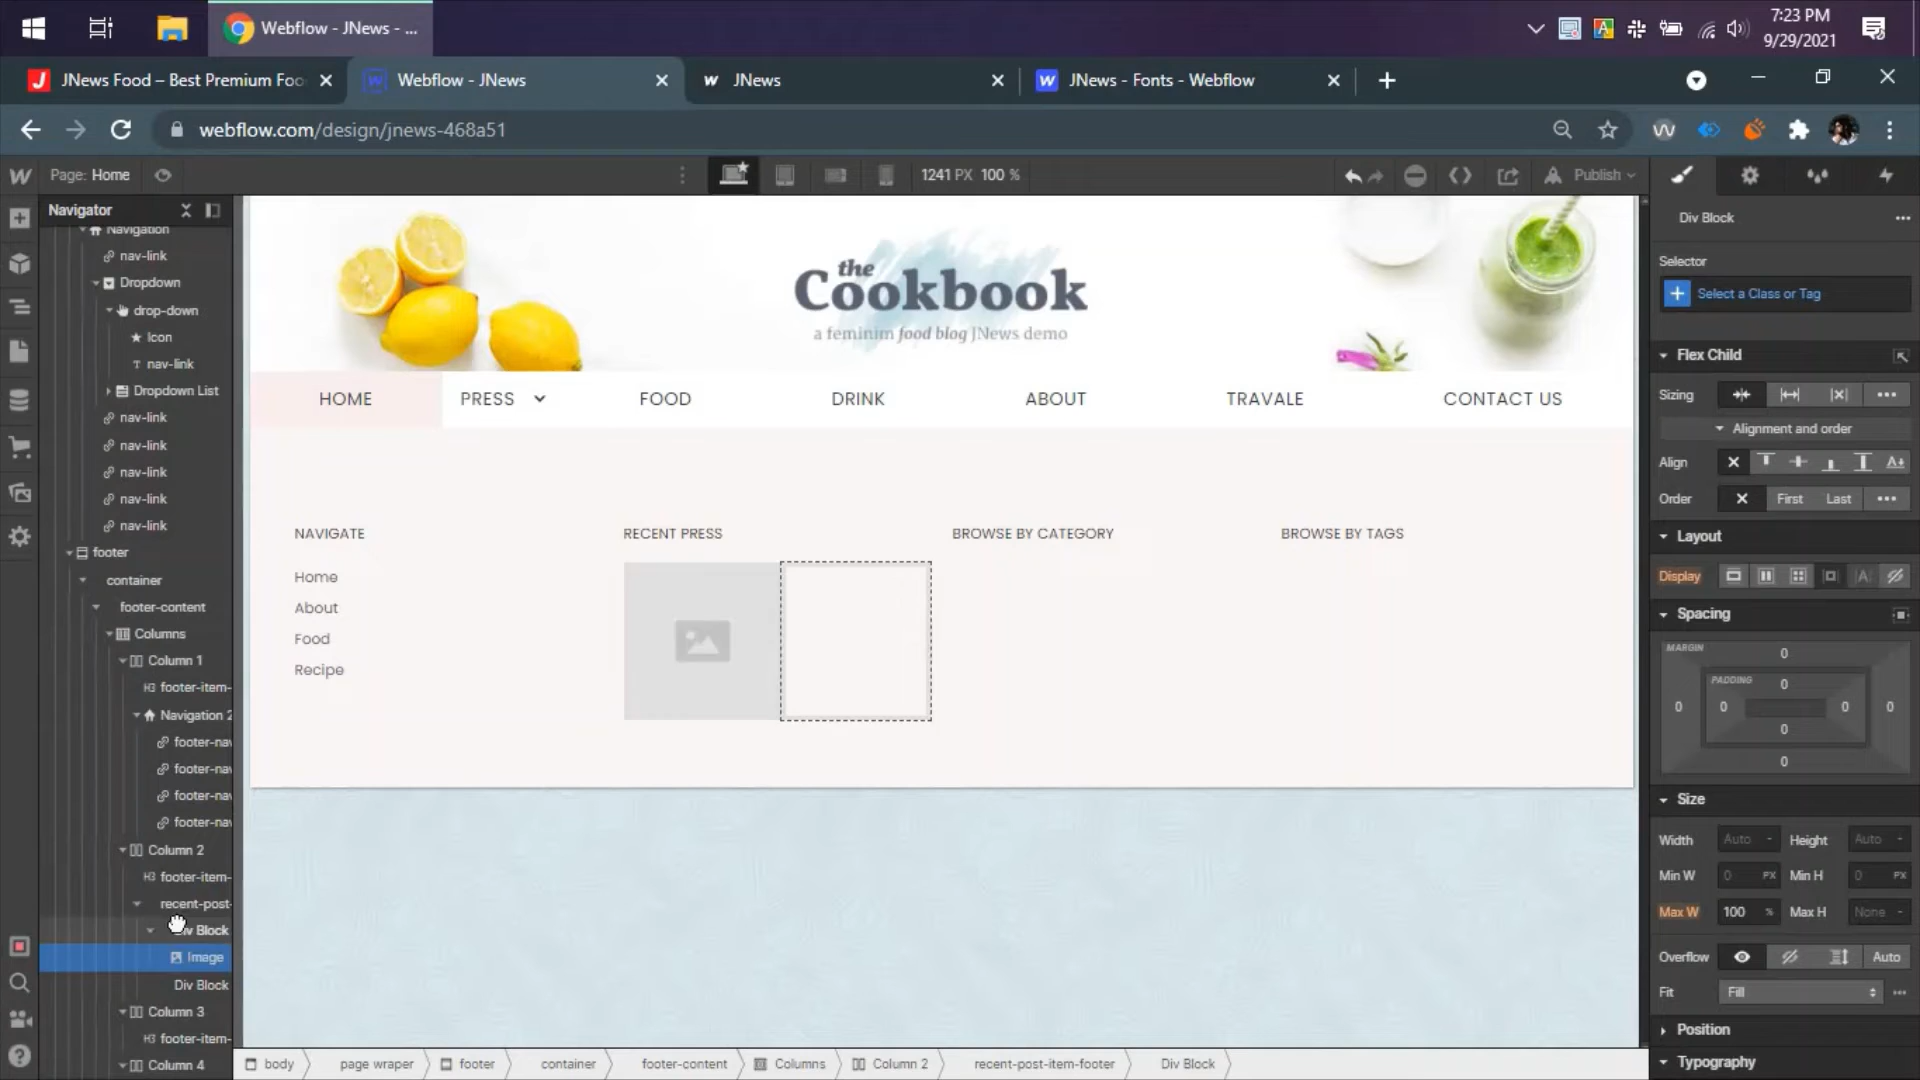 Webflow - JNews - ...
7:23 PM
9/29/2021
JNews Food – Best Premium Foo
Webflow - JNews
JNews
JNews - Fonts - Webflow
webflow.com/design/jnews-468a51
Page: Home
1241 PX 100 %
Publish
Navigator
Navigation
nav-link
Dropdown
drop-down
Icon
nav-link
Dropdown List
nav-link
nav-link
nav-link
nav-link
nav-link
footer
container
footer-content
Columns
Column 1
H3 footer-item-
Navigation 2
footer-nav
footer-nav
footer-nav
footer-nav
Column 2
H3 footer-item-
recent-post-
Div Block
Image
Div Block
Column 3
H3 footer-item-
Column 4
the
Cookbook
a feminim food blog JNews demo
HOME PRESS FOOD DRINK ABOUT TRAVALE CONTACT US
NAVIGATE RECENT PRESS BROWSE BY CATEGORY BROWSE BY TAGS
Home
About
Food
Recipe
body page wraper footer container footer-content Columns Column 2 recent-post-item-footer Div Block
Div Block
Selector
Select a Class or Tag
Flex Child
Sizing
Alignment and order
Align
Order First Last
Layout
Display
Spacing
MARGIN
0
PADDING
0
0 0 0 0
0
0
Size
Width Auto - Height Auto -
Min W 0 PX Min H 0 PX
Max W 100 % Max H None -
Overflow Auto
Fit Fill
Position
Typography